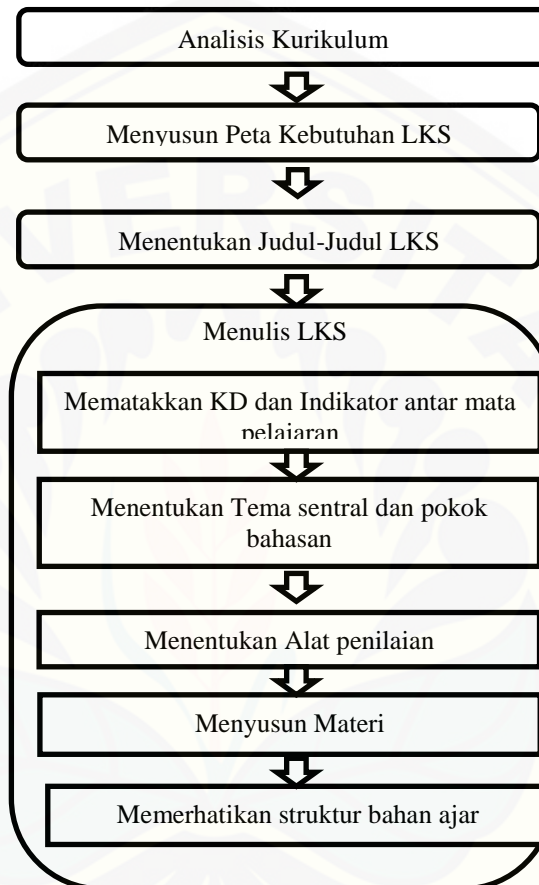 Analisis Kurikulum
Menyusun Peta Kebutuhan LKS
Menentukan Judul-Judul LKS
Menulis LKS
Mematakkan KD dan Indikator antar mata
pelajaran
Menentukan Tema sentral dan pokok
bahasan
Menentukan Alat penilaian
Menyusun Materi
Memerhatikan struktur bahan ajar